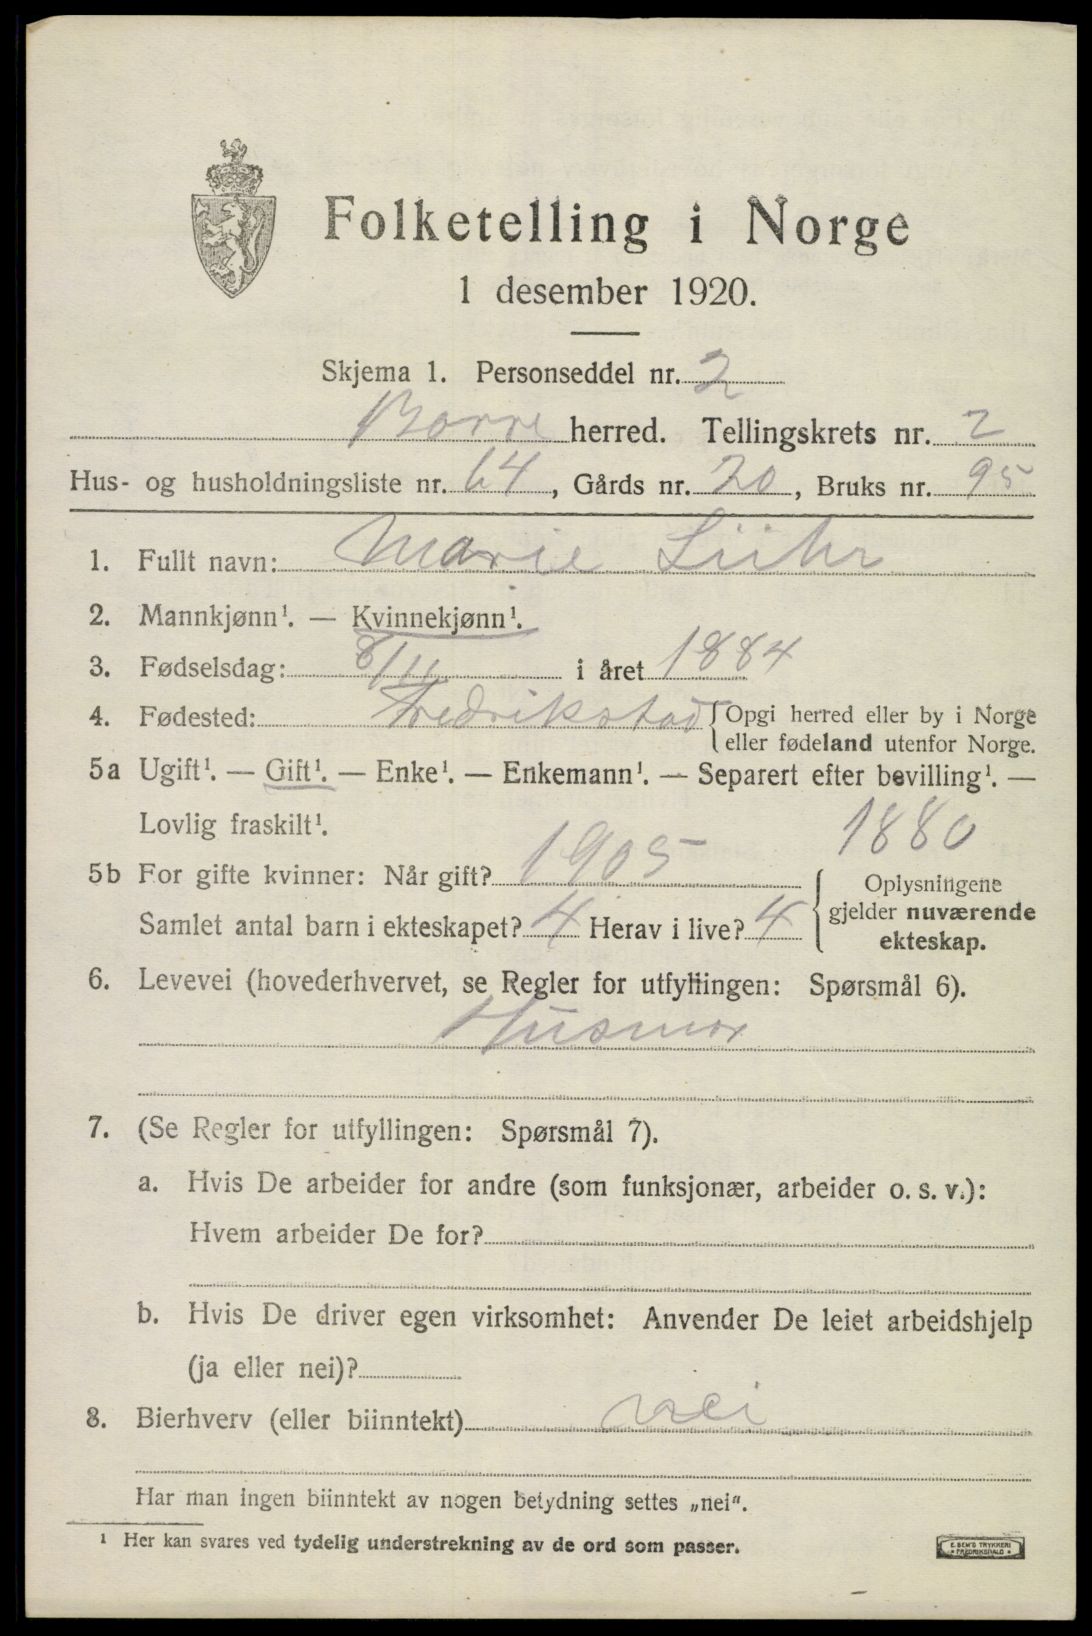 Folketelling i Norge
1 desember 1920.
Skjema 1. Personseddel nr. 2
Borre herred. Tellingskrets nr. 2
Hus- og husholdningsliste nr. 64, Gårds nr. 20, Bruks nr. 95
1. Fullt navn: Marie Lühr
2. Mannkjønn¹. — Kvinnekjønn¹.
3. Fødselsdag: 8/11 i året 1884
4. Fødested: Fredrikstad { Opgi herred eller by i Norge
eller fødeland utenfor Norge.
5a Ugift¹. — Gift¹. — Enke¹. — Enkemann¹. — Separert efter bevilling¹. —
Lovlig fraskilt¹. 1880
5b For gifte kvinner: Når gift? 1905
Samlet antal barn i ekteskapet? 4 Herav i live? 4
{ Oplysningene
gjelder nuværende
ekteskap.
6. Levevei (hovederhvervet, se Regler for utfyllingen: Spørsmål 6).
Husmor
7. (Se Regler for utfyllingen: Spørsmål 7).
a. Hvis De arbeider for andre (som funksjonær, arbeider o. s. v.):
Hvem arbeider De for?
b. Hvis De driver egen virksomhet: Anvender De leiet arbeidshjelp
(ja eller nei)?
8. Bierhverv (eller biinntekt) nei
Har man ingen biinntekt av nogen betydning settes „nei“.
¹ Her kan svares ved tydelig understrekning av de ord som passer.
E. SEM'S TRYKKERI
• FREDRIKSHALD •